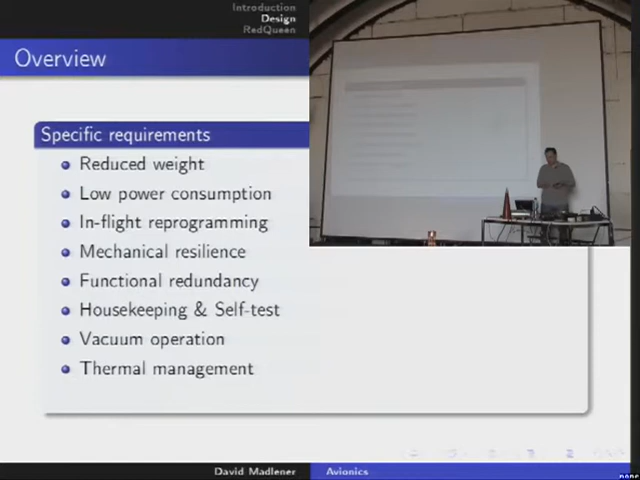 Introduction
Design
RedQueen
Overview
Specific requirements
Reduced weight
Low power consumption
In-flight reprogramming
Mechanical resilience
Functional redundancy
Housekeeping & Self-test
Vacuum operation
Thermal management
David Madlener
Avionics